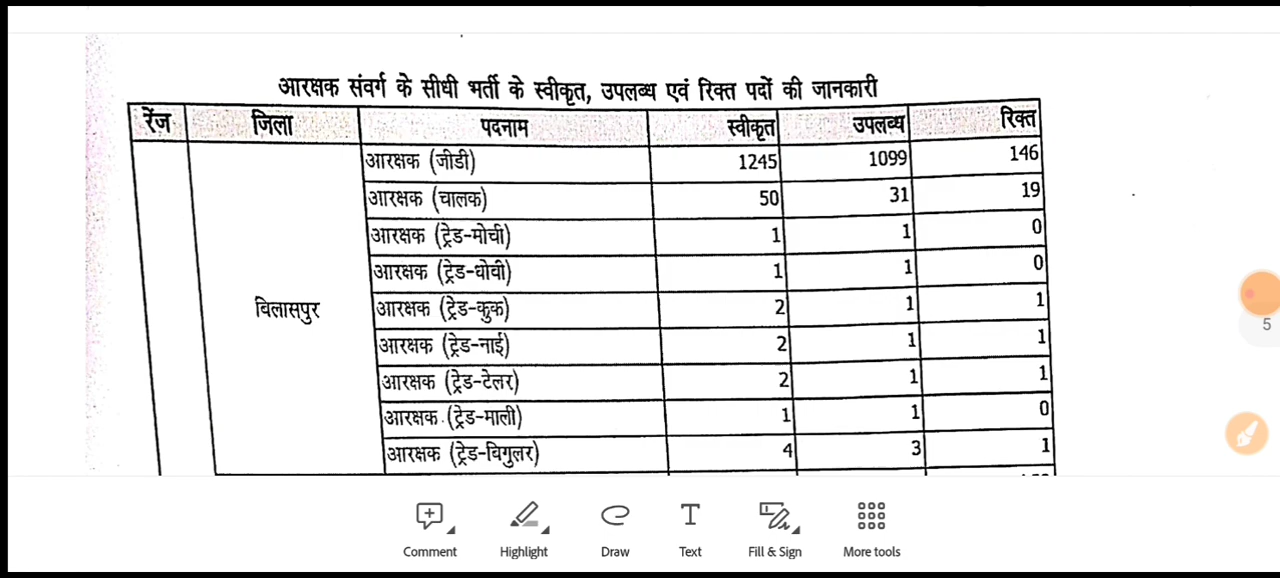 आरक्षक संवर्ग के सीधी भर्ती के स्वीकृत, उपलब्ध एवं रिक्त पदों की जानकारी
रेंज जिला पदनाम स्वीकृत उपलब्ध रिक्त
आरक्षक (जीडी) 1245 1099 146
आरक्षक (चालक) 50 31 19
आरक्षक (ट्रेड-मोची) 1 1 0
आरक्षक (ट्रेड-धोवी) 1 1 0
विलासपुर आरक्षक (ट्रेड-कुक) 2 1 1
आरक्षक (ट्रेड-नाई) 2 1 1
आरक्षक (ट्रेड-टेलर) 2 1 1
आरक्षक (ट्रेड-माली) 1 1 0
आरक्षक (ट्रेड-विगुलर) 4 3 1
5
Comment Highlight Draw Text Fill & Sign More tools